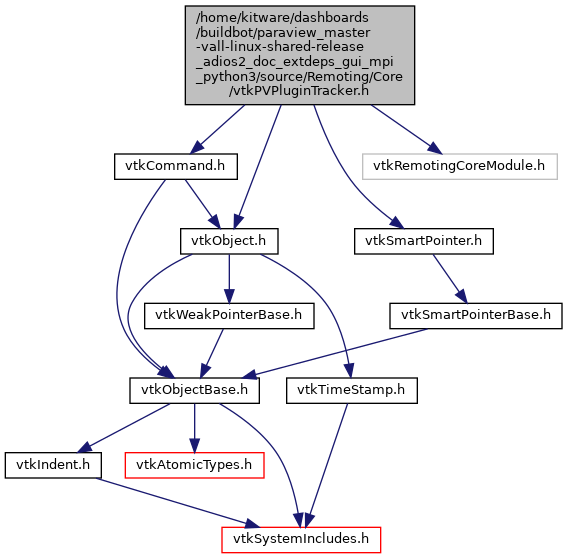 /home/kitware/dashboards
/buildbot/paraview_master
-vall-linux-shared-release
_adios2_doc_extdeps_gui_mpi
_python3/source/Remoting/Core
/vtkPVPluginTracker.h
vtkCommand.h
vtkRemotingCoreModule.h
vtkObject.h
vtkSmartPointer.h
vtkWeakPointerBase.h
vtkSmartPointerBase.h
vtkObjectBase.h
vtkTimeStamp.h
vtkIndent.h
vtkAtomicTypes.h
vtkSystemIncludes.h